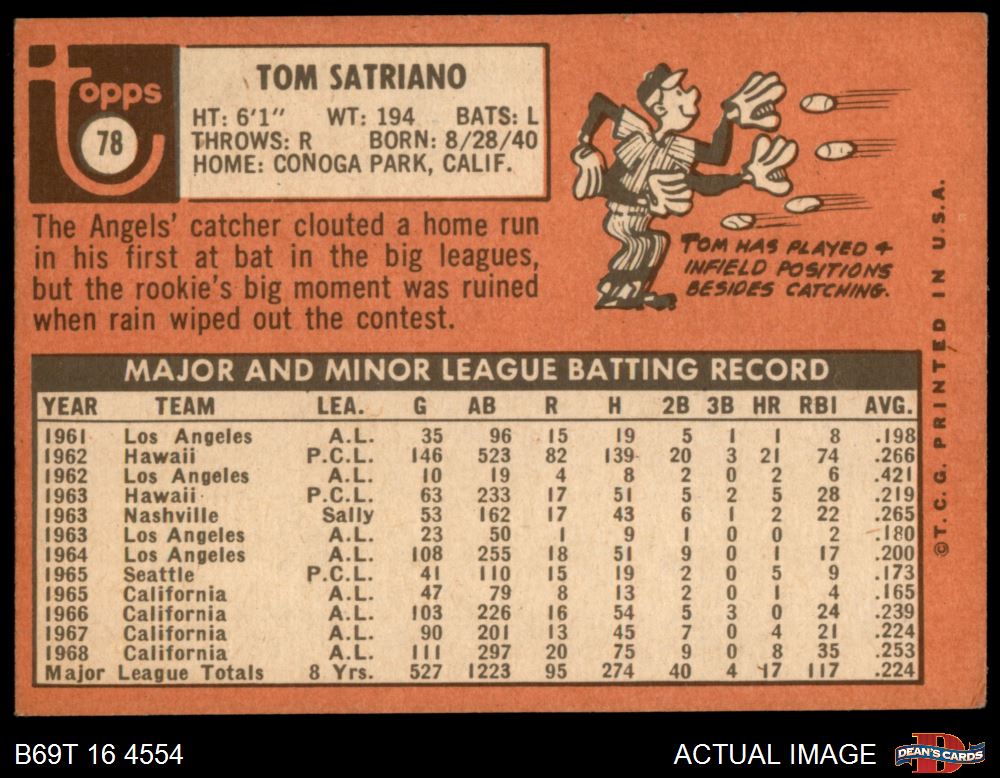 topps
78
TOM SATRIANO
HT: 6'1" WT: 194 BATS: L
THROWS: R BORN: 8/28/40
HOME: CONOGA PARK, CALIF.
The Angels' catcher clouted a home run
in his first at bat in the big leagues,
but the rookie's big moment was ruined
when rain wiped out the contest.
TOM HAS PLAYED 4
INFIELD POSITIONS
BESIDES CATCHING.
MAJOR AND MINOR LEAGUE BATTING RECORD
YEAR TEAM LEA. G AB R H 2B 3B HR RBI AVG.
1961 Los Angeles A.L. 35 96 15 19 5 1 1 8 .198
1962 Hawaii P.C.L. 146 523 82 139 20 3 21 74 .266
1962 Los Angeles A.L. 10 19 4 8 2 0 2 6 .421
1963 Hawaii P.C.L. 63 233 17 51 5 2 5 28 .219
1963 Nashville Sally 53 162 17 43 6 1 2 22 .265
1963 Los Angeles A.L. 23 50 1 9 1 0 0 2 .180
1964 Los Angeles A.L. 108 255 18 51 9 0 1 17 .200
1965 Seattle P.C.L. 41 110 15 19 2 0 5 9 .173
1965 California A.L. 47 79 8 13 2 0 1 4 .165
1966 California A.L. 103 226 16 54 5 3 0 24 .239
1967 California A.L. 90 201 13 45 7 0 4 21 .224
1968 California A.L. 111 297 20 75 9 0 8 35 .253
Major League Totals 8 Yrs. 527 1223 95 274 40 4 17 117 .224
©T.C.G. PRINTED IN U.S.A.
B69T 16 4554
ACTUAL IMAGE
DEAN'S CARDS